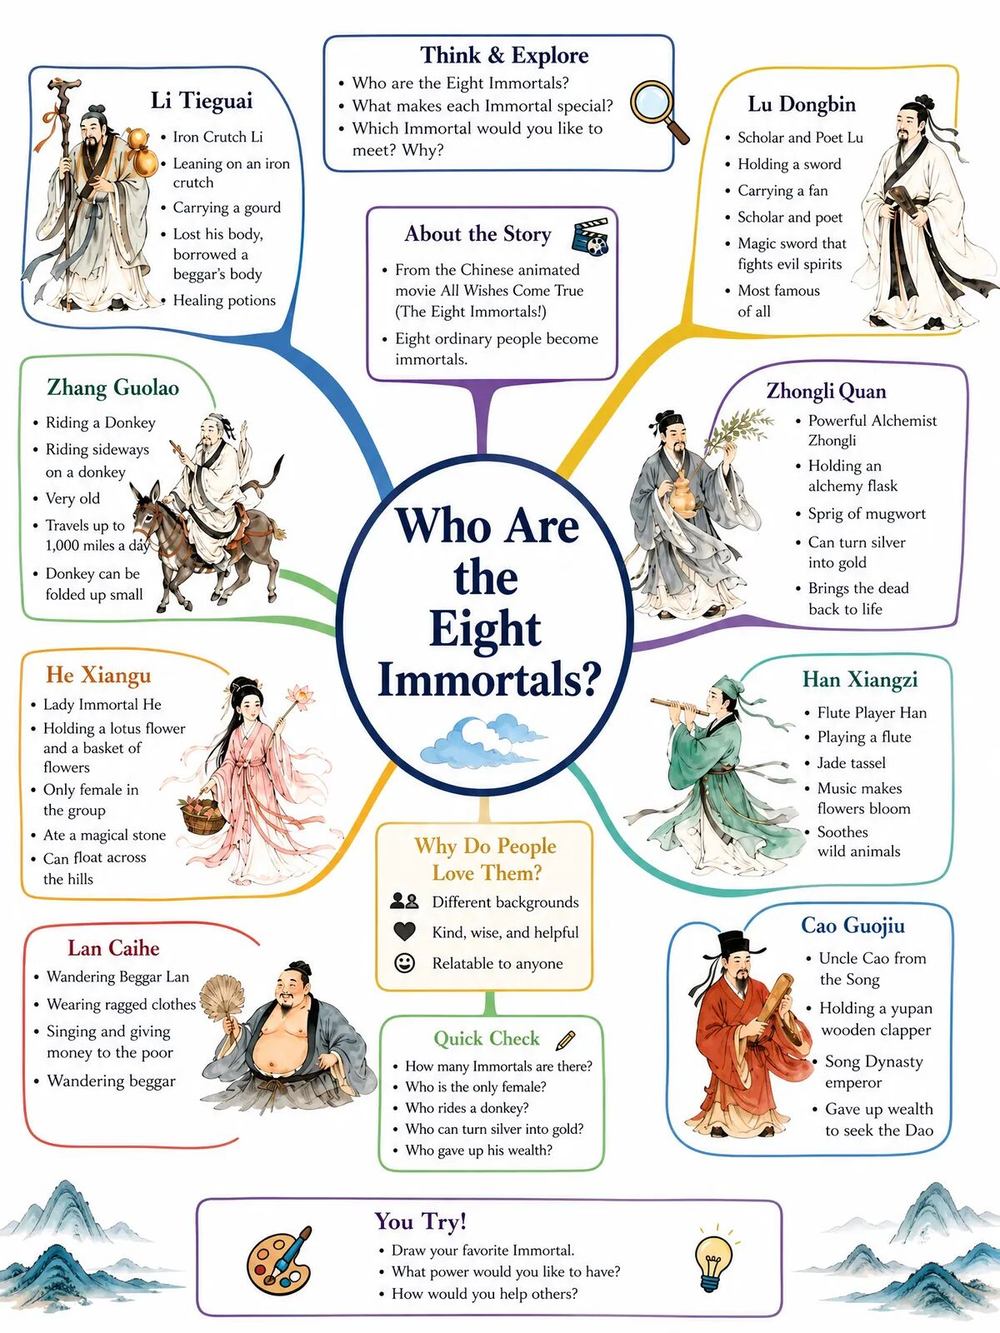 Think & Explore
• Who are the Eight Immortals?
• What makes each Immortal special?
• Which Immortal would you like to
meet? Why?
Li Tieguai
• Iron Crutch Li
• Leaning on an iron
crutch
• Carrying a gourd
• Lost his body,
borrowed a
beggar's body
• Healing potions
About the Story
• From the Chinese animated
movie All Wishes Come True
(The Eight Immortals!)
• Eight ordinary people become
immortals.
Lu Dongbin
• Scholar and Poet Lu
• Holding a sword
• Carrying a fan
• Scholar and poet
• Magic sword that
fights evil spirits
• Most famous
of all
Zhang Guolao
• Riding a Donkey
• Riding sideways
on a donkey
• Very old
• Travels up to
1,000 miles a day
• Donkey can be
folded up small
Zhongli Quan
• Powerful Alchemist
Zhongli
• Holding an
alchemy flask
• Sprig of mugwort
• Can turn silver
into gold
• Brings the dead
back to life
Who Are
the
Eight
Immortals?
He Xiangu
• Lady Immortal He
• Holding a lotus flower
and a basket of
flowers
• Only female in
the group
• Ate a magical stone
• Can float across
the hills
Han Xiangzi
• Flute Player Han
• Playing a flute
• Jade tassel
• Music makes
flowers bloom
• Soothes
wild animals
Why Do People
Love Them?
Different backgrounds
Kind, wise, and helpful
Relatable to anyone
Lan Caihe
• Wandering Beggar Lan
• Wearing ragged clothes
• Singing and giving
money to the poor
• Wandering beggar
Cao Guojiu
• Uncle Cao from
the Song
• Holding a yupan
wooden clapper
• Song Dynasty
emperor
• Gave up wealth
to seek the Dao
Quick Check
• How many Immortals are there?
• Who is the only female?
• Who rides a donkey?
• Who can turn silver into gold?
• Who gave up his wealth?
You Try!
• Draw your favorite Immortal.
• What power would you like to have?
• How would you help others?